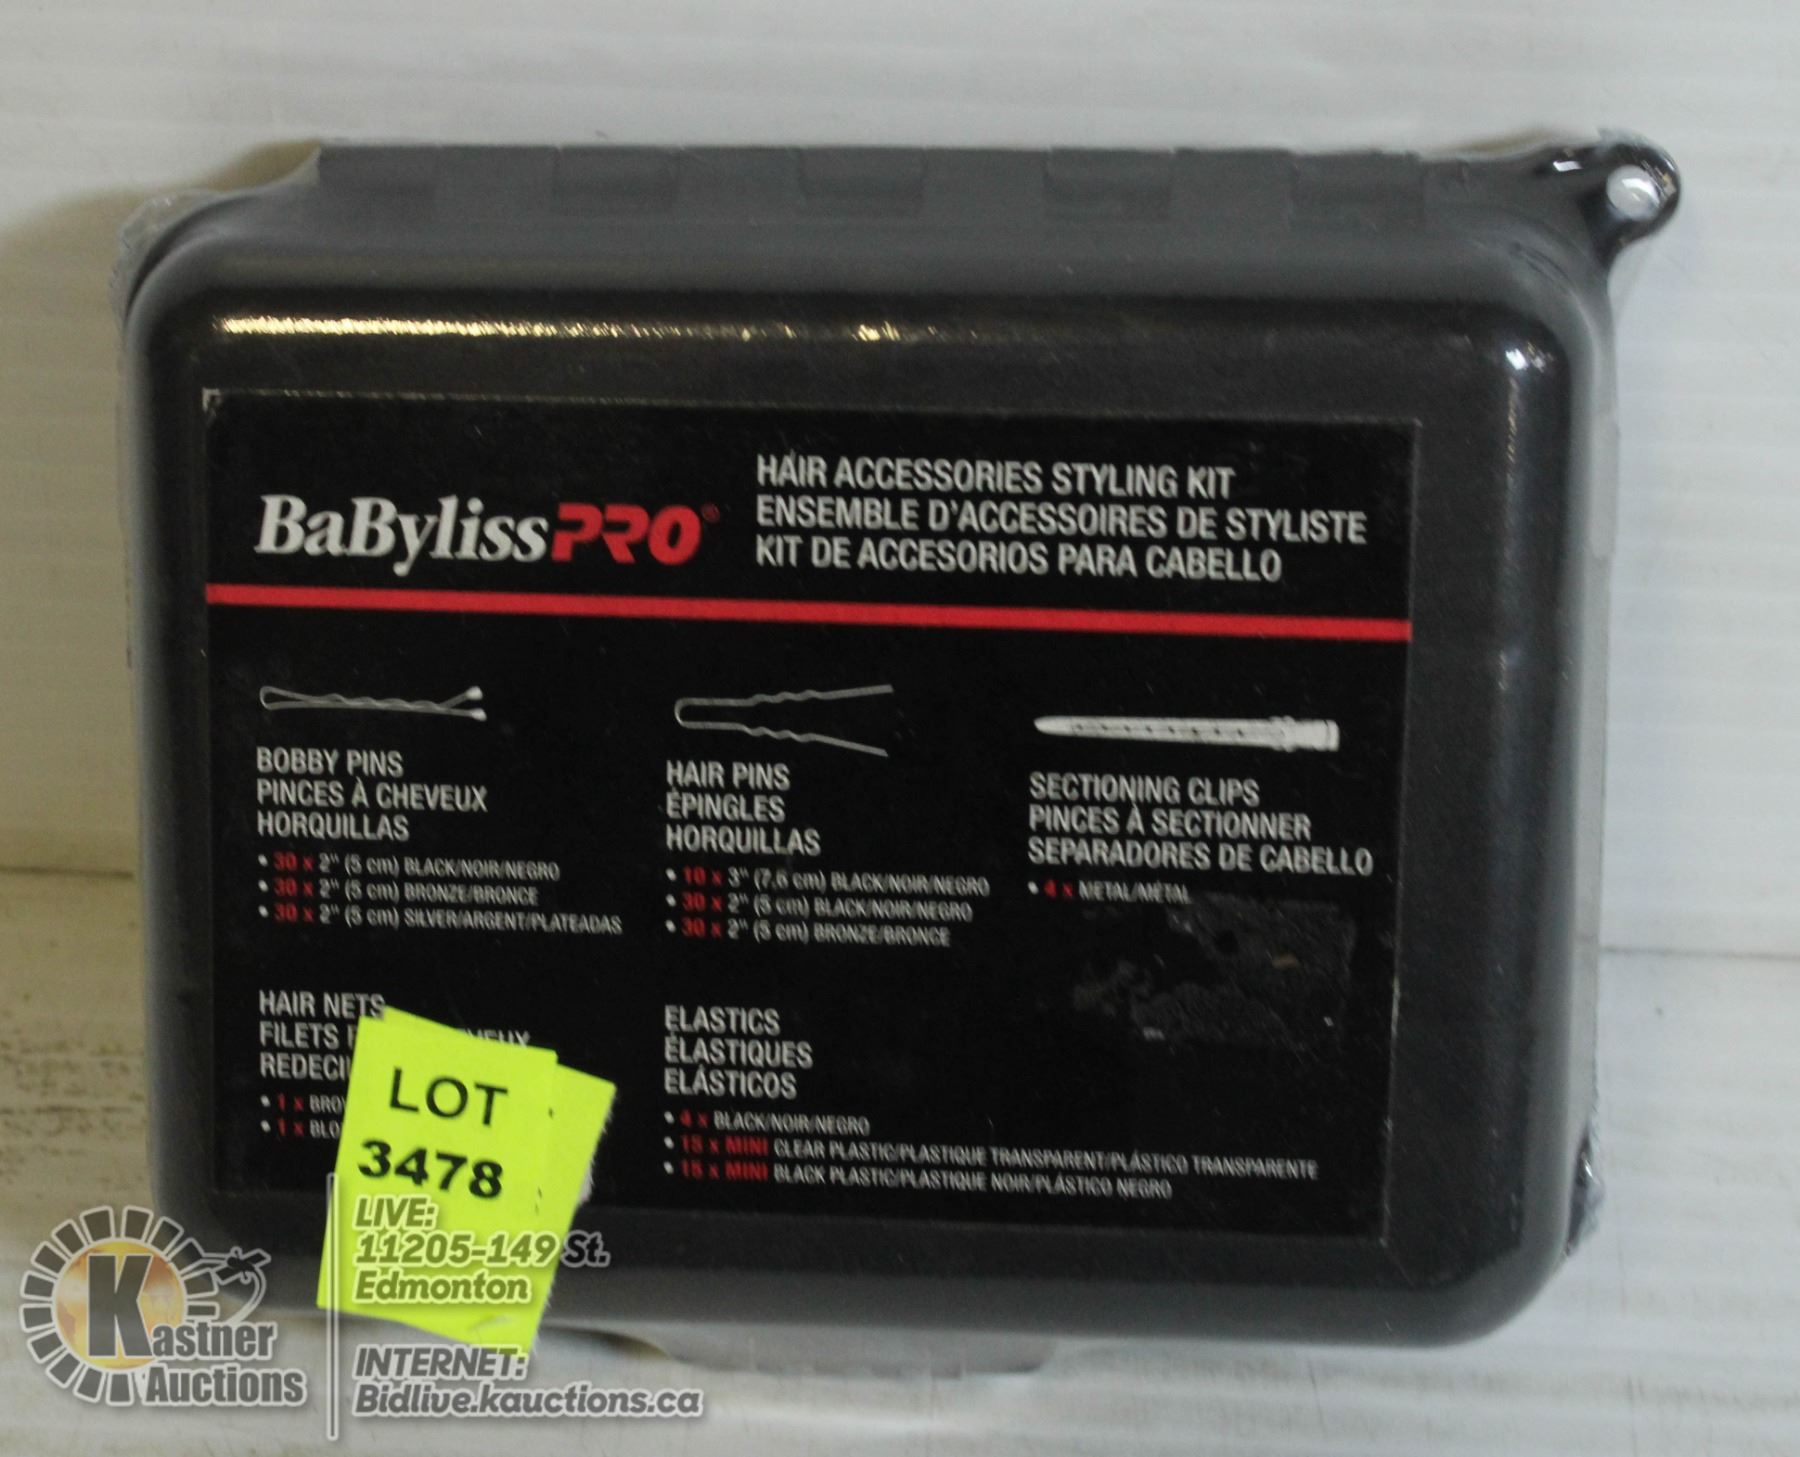 BaBylissPRO®
HAIR ACCESSORIES STYLING KIT
ENSEMBLE D'ACCESSOIRES DE STYLISTE
KIT DE ACCESORIOS PARA CABELLO
BOBBY PINS
PINCES À CHEVEUX
HORQUILLAS
• 30 x 2" (5 cm) BLACK/NOIR/NEGRO
• 30 x 2" (5 cm) BRONZE/BRONCE
• 30 x 2" (5 cm) SILVER/ARGENT/PLATEADAS
HAIR PINS
ÉPINGLES
HORQUILLAS
• 10 x 3" (7,6 cm) BLACK/NOIR/NEGRO
• 30 x 2" (5 cm) BLACK/NOIR/NEGRO
• 30 x 2" (5 cm) BRONZE/BRONCE
SECTIONING CLIPS
PINCES À SECTIONNER
SEPARADORES DE CABELLO
• 4 x METAL/MÉTAL
HAIR NETS
FILETS
• 1 x
• 1 x
ELASTICS
ÉLASTIQUES
ELÁSTICOS
• 4 x BLACK/NOIR/NEGRO
• 15 x MINI CLEAR PLASTIC/PLASTIQUE TRANSPARENT/PLÁSTICO TRANSPARENTE
• 15 x MINI BLACK PLASTIC/PLASTIQUE NOIR/PLÁSTICO NEGRO
LOT
3478
Kastner
Auctions
LIVE:
11205-149 St.
Edmonton
INTERNET:
Bidlive.kauctions.ca